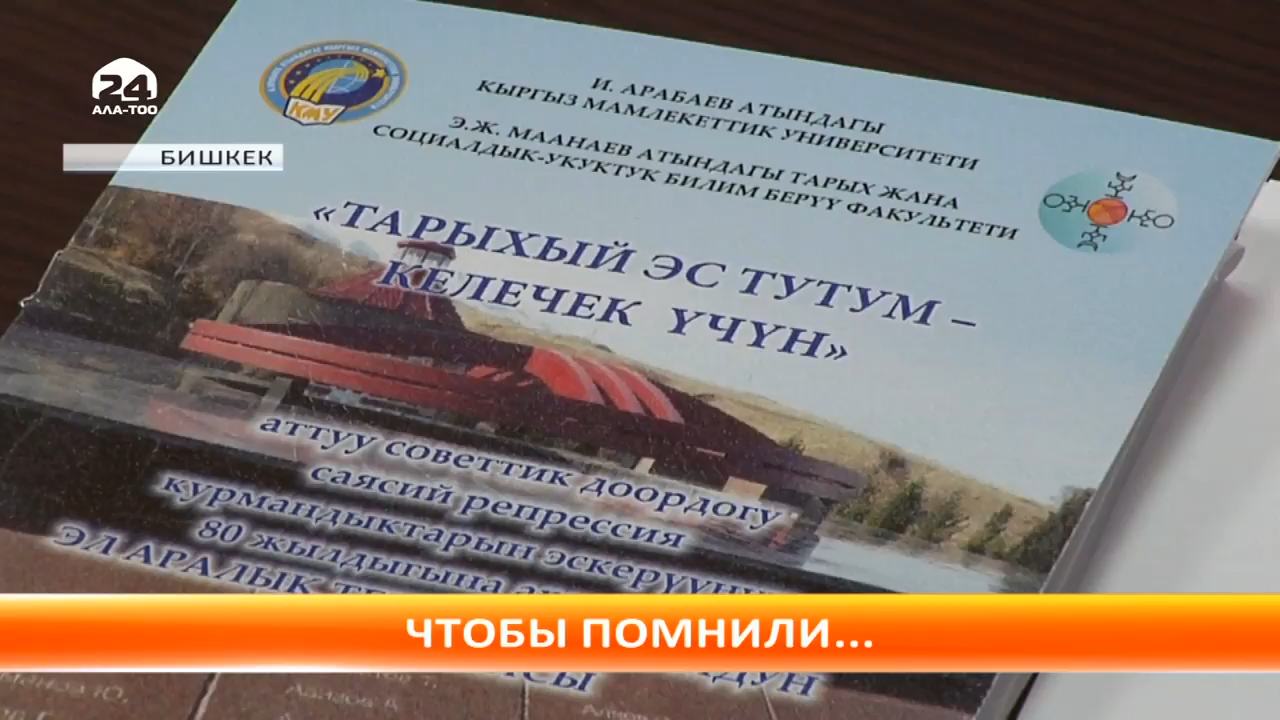 24
АЛА-ТОО
БИШКЕК
КМУ
И. АРАБАЕВ АТЫНДАГЫ
КЫРГЫЗ МАМЛЕКЕТТИК УНИВЕРСИТЕТИ
Э.Ж. МААНАЕВ АТЫНДАГЫ ТАРЫХ ЖАНА
СОЦИАЛДЫК-УКУКТУК БИЛИМ БЕРҮҮ ФАКУЛЬТЕТИ
«ТАРЫХЫЙ ЭС ТУТУМ –
КЕЛЕЧЕК ҮЧҮН»
аттуу советтик доордогу
саясий репрессия
курмандыктарын эскерүүнүн
80 жылдыгына
ЭЛ АРАЛЫК
ЧТОБЫ ПОМНИЛИ...